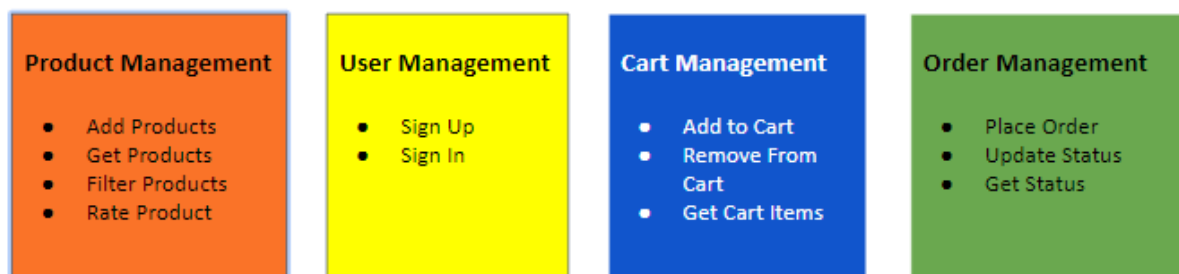 Product Management
● Add Products
● Get Products
● Filter Products
● Rate Product
User Management
● Sign Up
● Sign In
Cart Management
● Add to Cart
● Remove From
Cart
● Get Cart Items
Order Management
● Place Order
● Update Status
● Get Status